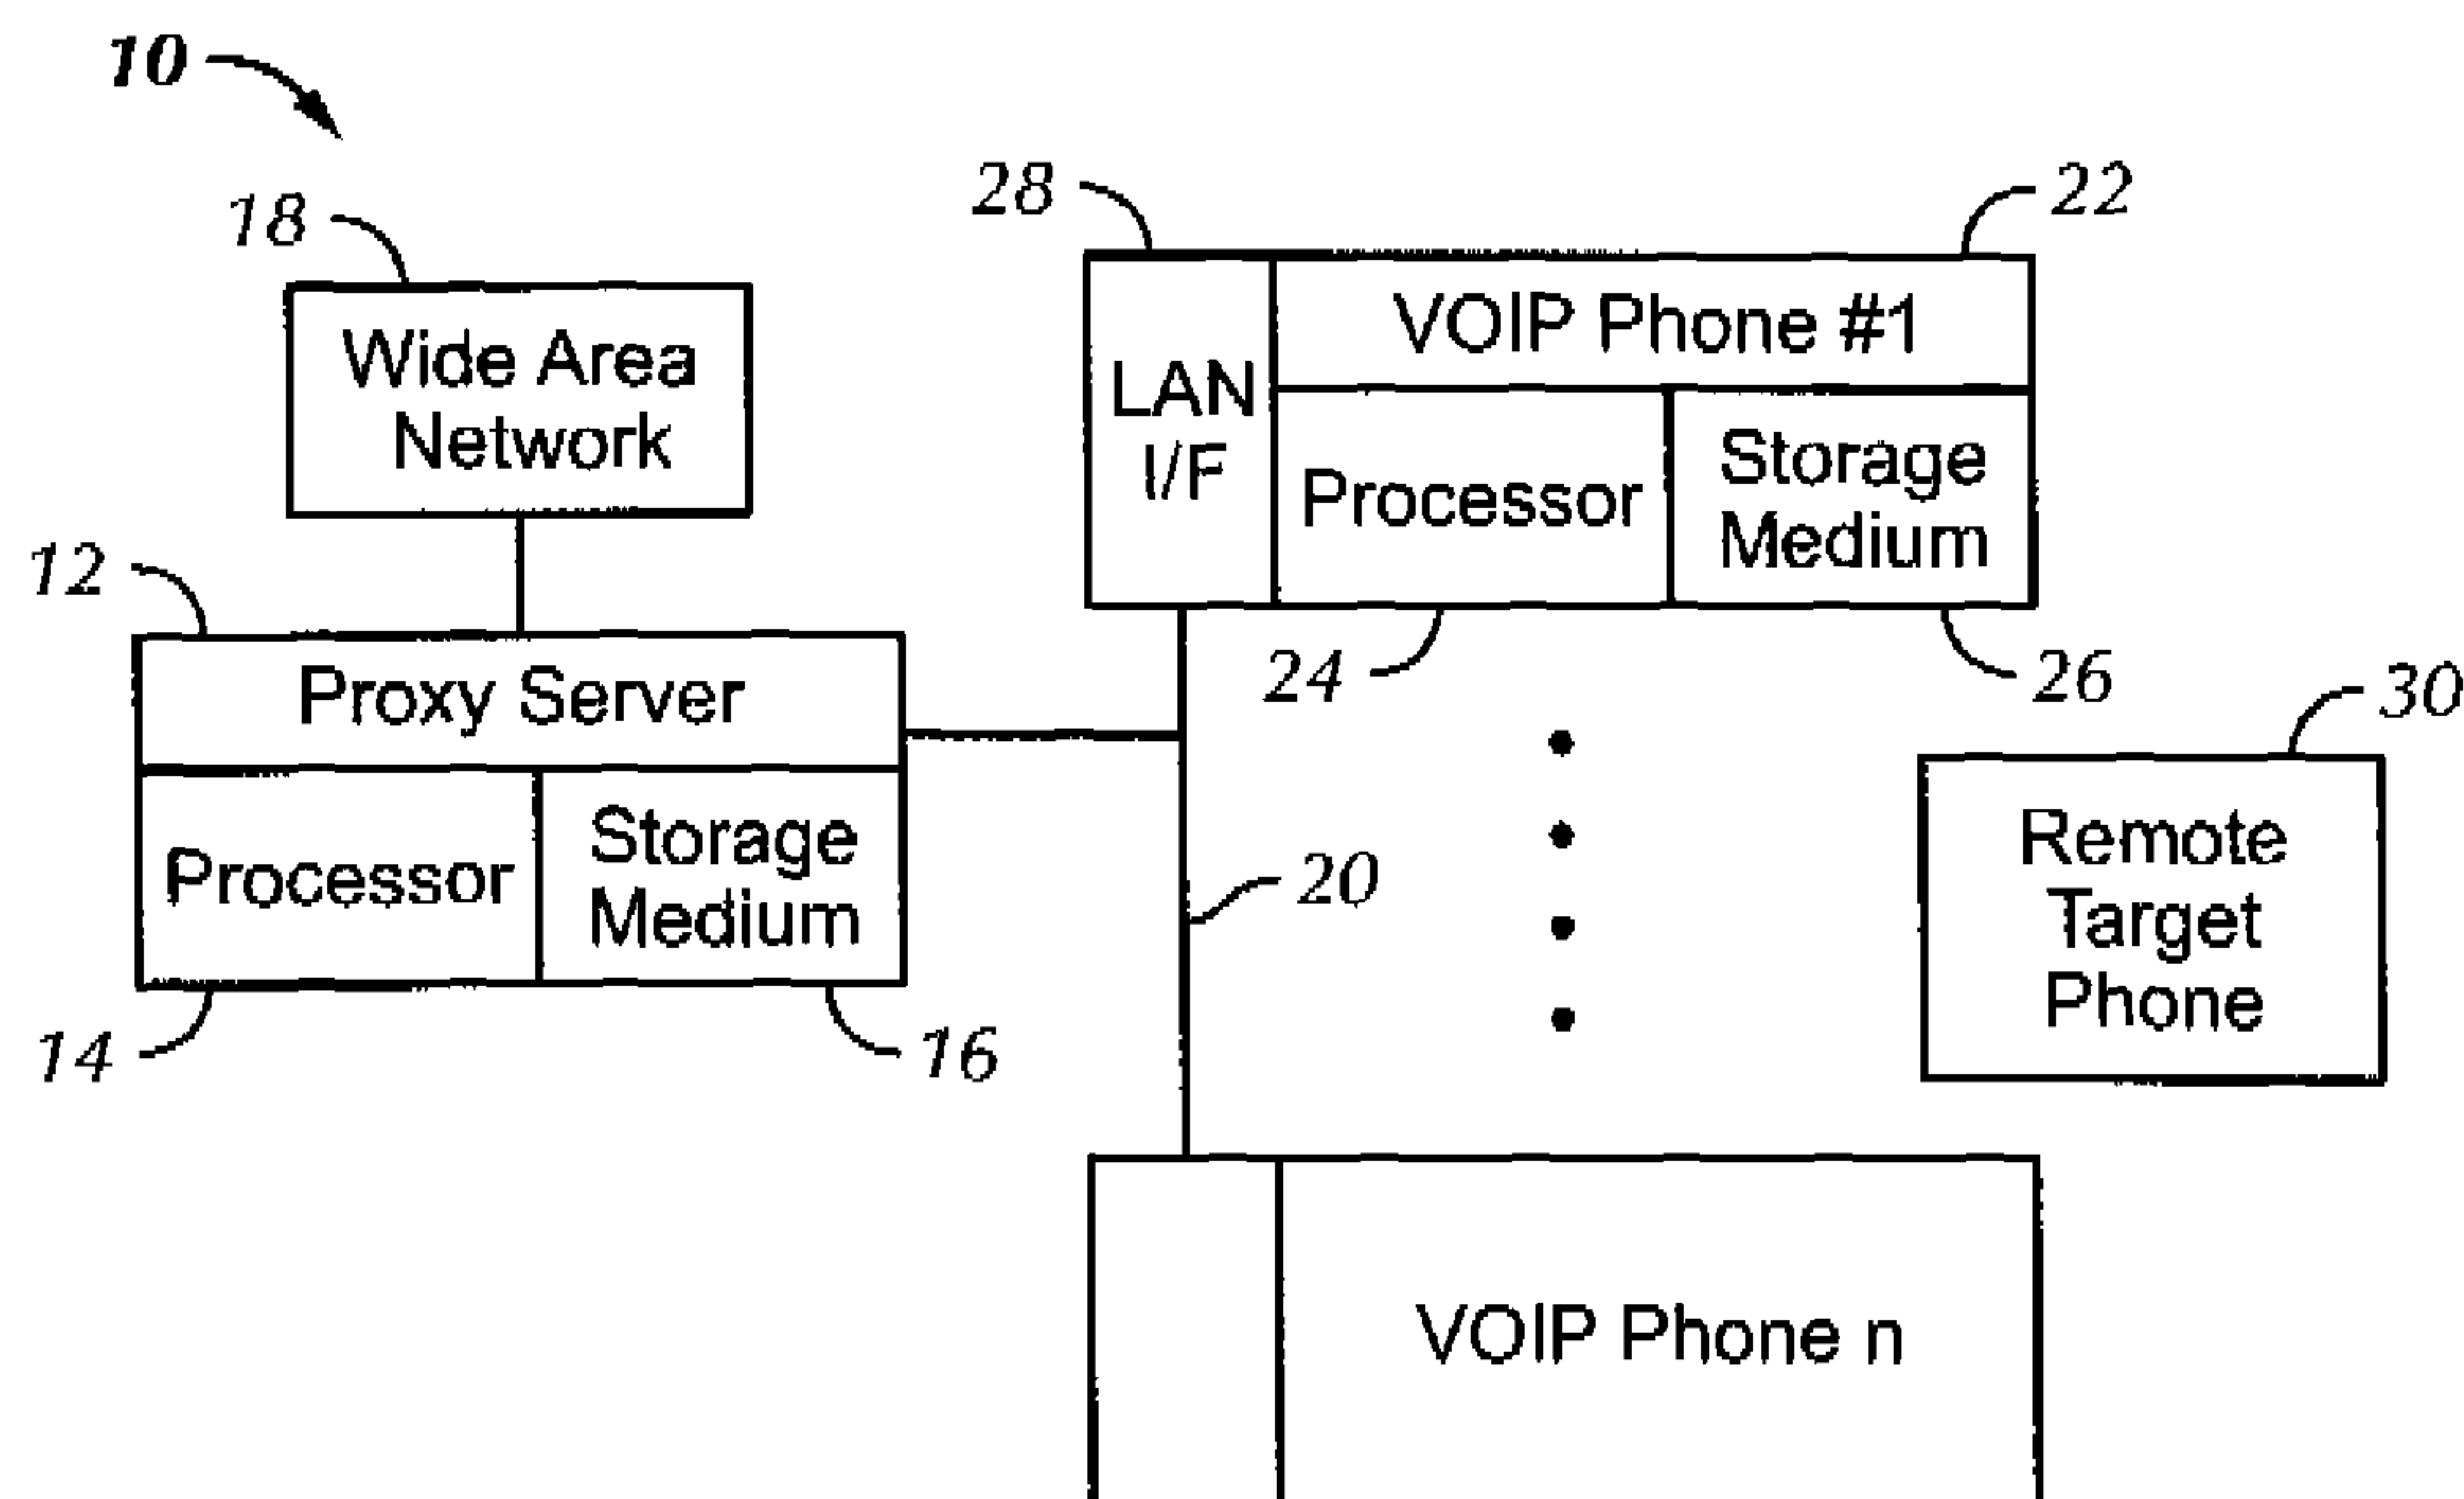 10
18
Wide Area
Network
12
Proxy Server
Processor
Storage
Medium
14
16
28
22
LAN
I/F
VOIP Phone #1
Processor
Storage
Medium
24
26
20
30
Remote
Target
Phone
VOIP Phone n